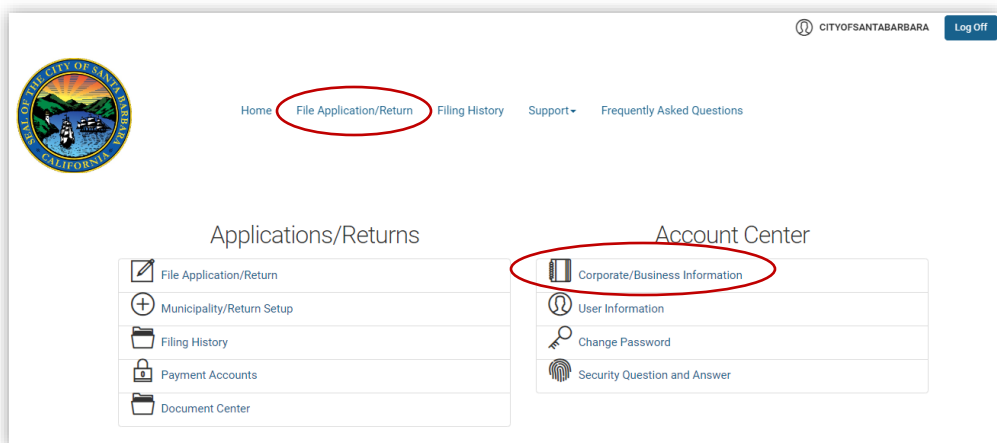 CITYOFSANTABARBARA Log Off
SEAL OF THE CITY OF SANTA BARBARA
CALIFORNIA
Home File Application/Return Filing History Support Frequently Asked Questions
Applications/Returns
File Application/Return
Municipality/Return Setup
Filing History
Payment Accounts
Document Center
Account Center
Corporate/Business Information
User Information
Change Password
Security Question and Answer